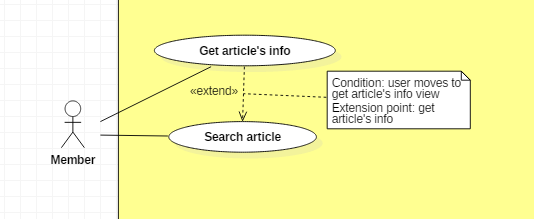 Get article's info
«extend»
Condition: user moves to
get article's info view
Extension point: get
article's info
Search article
Member